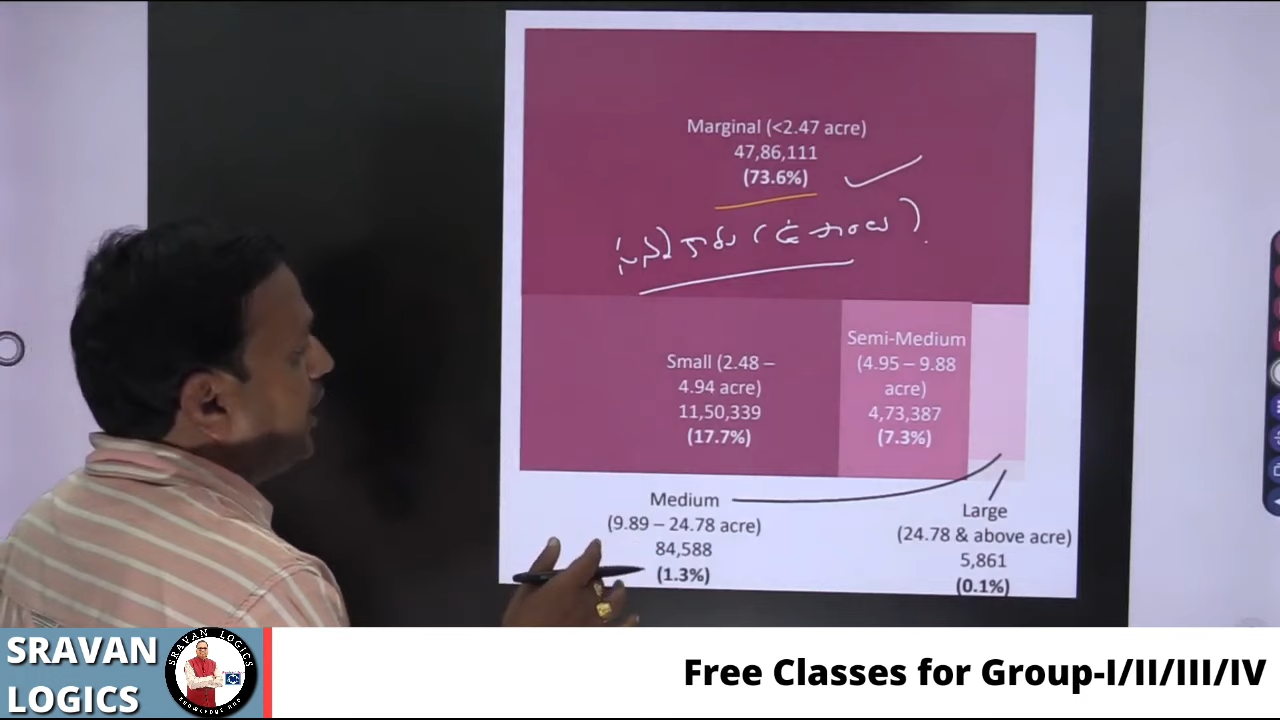 Marginal (<2.47 acre)
47,86,111
(73.6%)
Small (2.48 –
4.94 acre)
11,50,339
(17.7%)
Semi-Medium
(4.95 – 9.88
acre)
4,73,387
(7.3%)
Medium
(9.89 – 24.78 acre)
84,588
(1.3%)
Large
(24.78 & above acre)
5,861
(0.1%)
SRAVAN
LOGICS
SRAVAN LOGICS
Free Classes for Group-I/II/III/IV